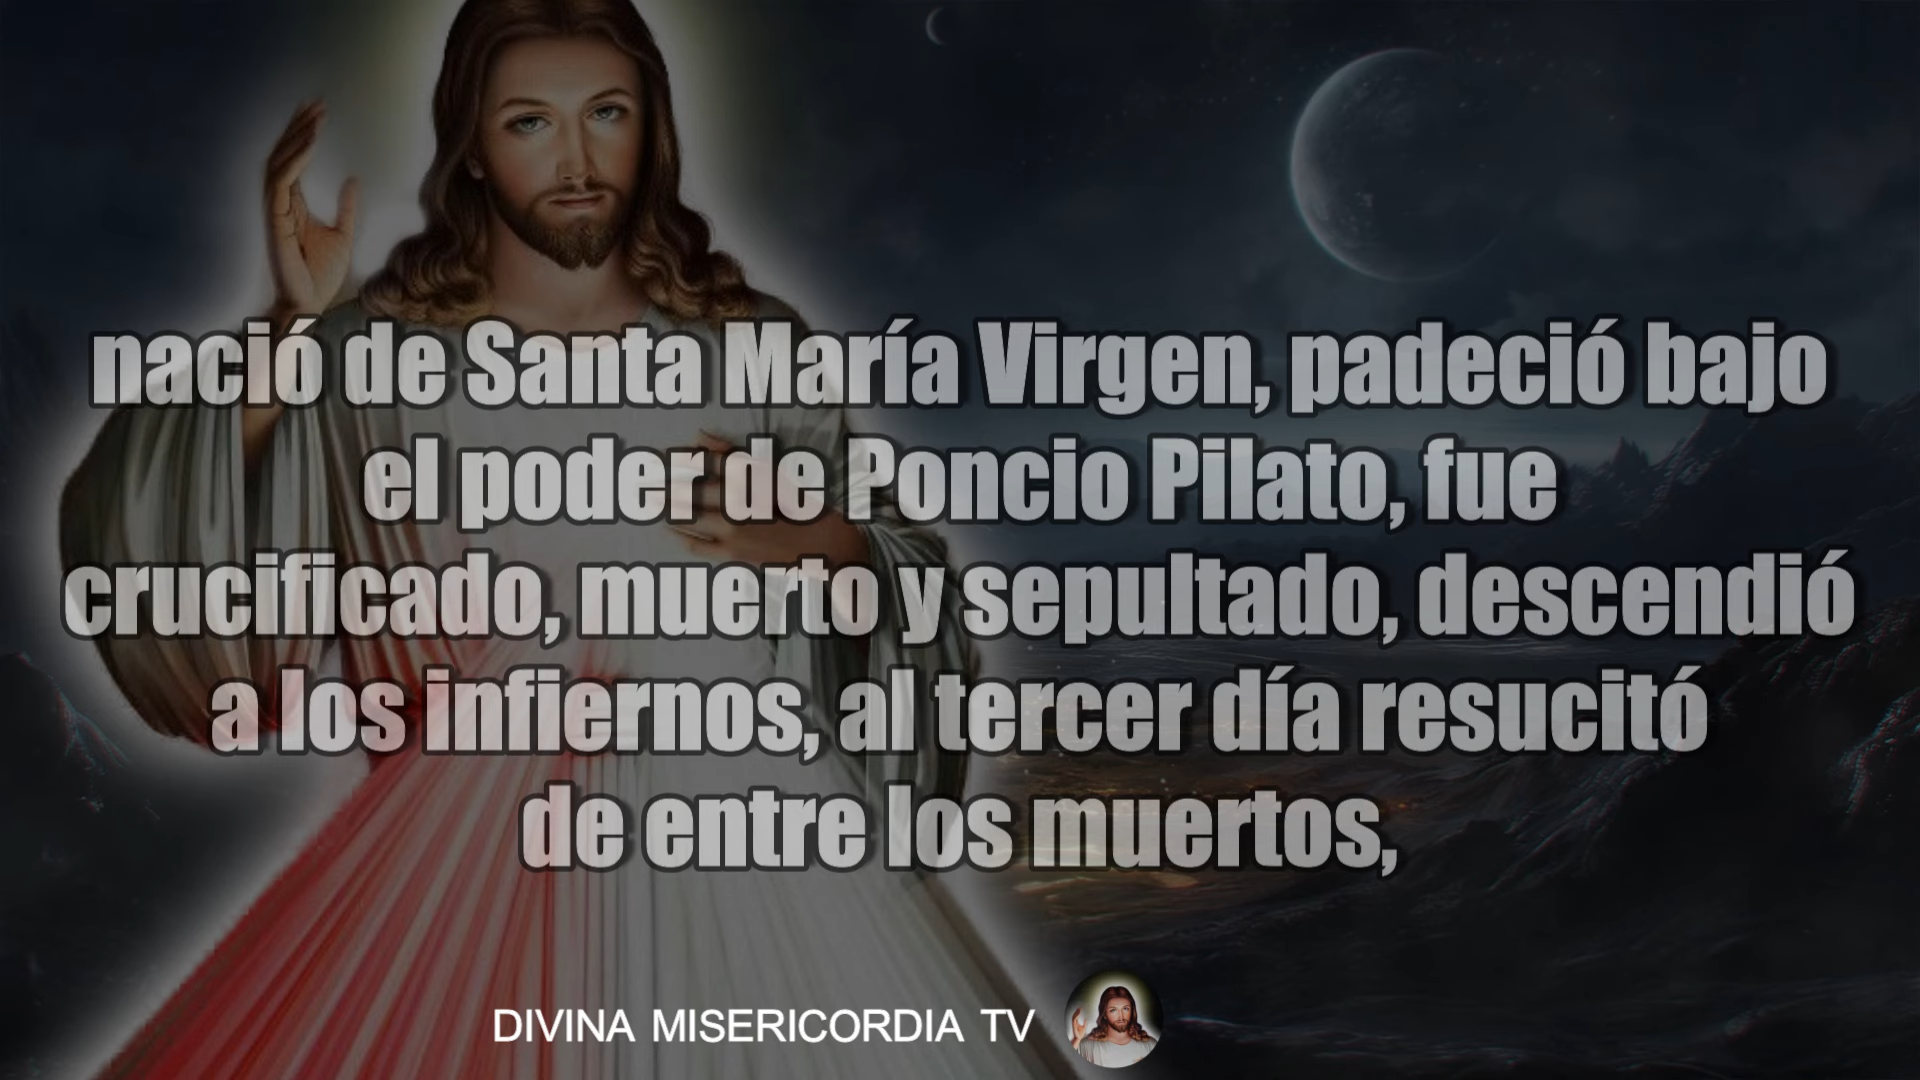 nació de Santa María Virgen, padeció bajo
el poder de Poncio Pilato, fue
crucificado, muerto y sepultado, descendió
a los infiernos, al tercer día resucitó
de entre los muertos,
DIVINA MISERICORDIA TV